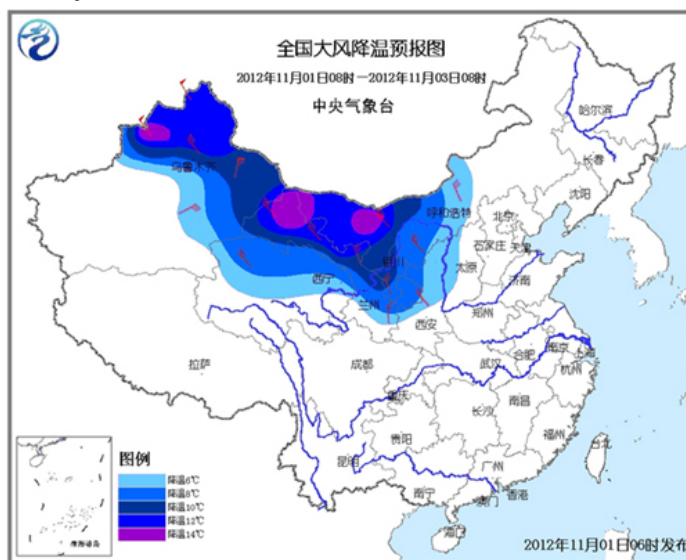 全国大风降温预报图
2012年11月01日08时—2012年11月03日08时
中央气象台
哈尔滨
长春
沈阳
乌鲁木齐
呼和浩特
北京
天津
石家庄
银川
太原
济南
西宁
兰州
郑州
西安
拉萨
成都
武汉
合肥
南京
上海
杭州
重庆
长沙
南昌
贵阳
福州
台北
昆明
广州
南宁
香港
澳门
海口
图例
降温6℃
降温8℃
降温10℃
降温12℃
降温14℃
南海诸岛
2012年11月01日06时发布